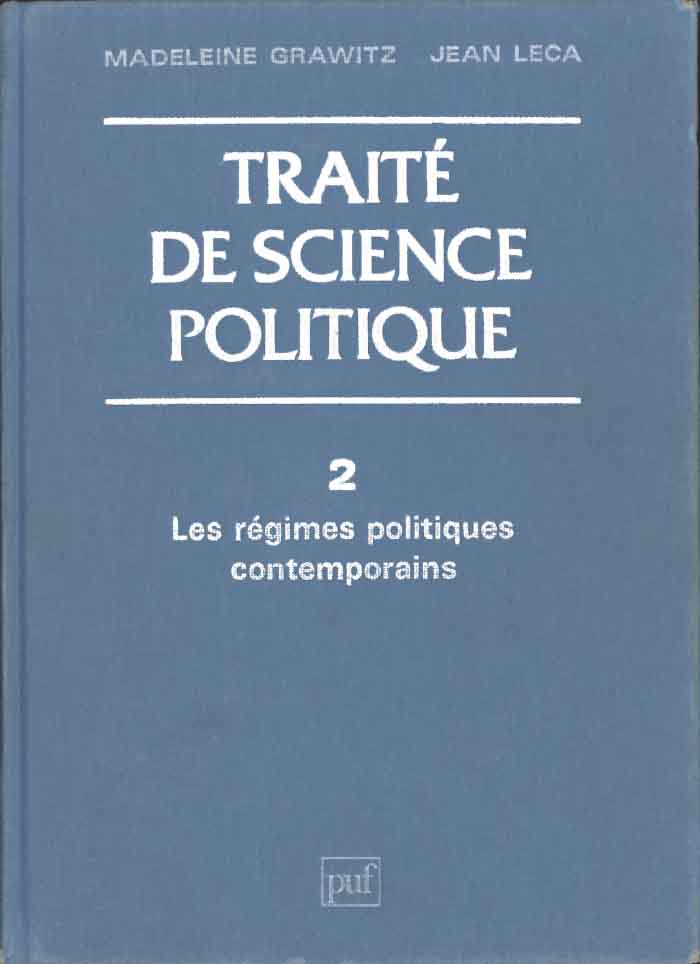 MADELEINE GRAWITZ JEAN LECA
TRAITÉ
DE SCIENCE
POLITIQUE
2
Les régimes politiques
contemporains
puf